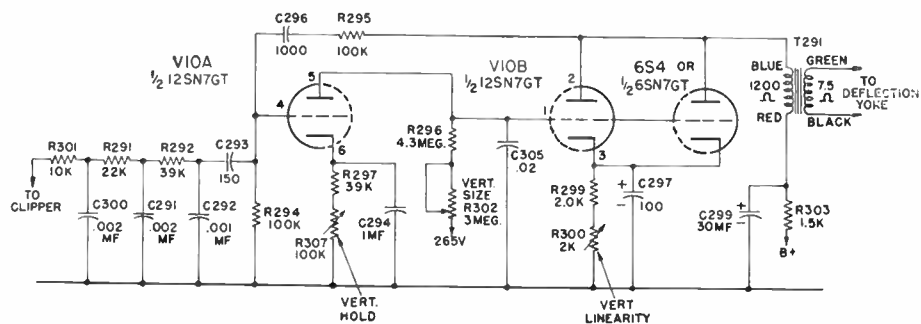 C296
1000
R295
100K
V10A
½ 12SN7GT
5
4
6
V10B
½ 12SN7GT
2
1
3
6S4 OR
½ 6SN7GT
T291
BLUE
1200
Ω
RED
GREEN
7.5
Ω
BLACK
TO
DEFLECTION
YOKE
R301
10K
R291
22K
R292
39K
C293
150
TO
CLIPPER
C300
.002
MF
C291
.002
MF
C292
.001
MF
R294
100K
R297
39K
R307
100K
C294
.1MF
VERT.
HOLD
R296
4.3MEG.
VERT.
SIZE
R302
3MEG.
265V
C305
.02
R299
2.0K
R300
2K
VERT
LINEARITY
+
C297
−
100
C299
30MF
+
−
R303
1.5K
B+